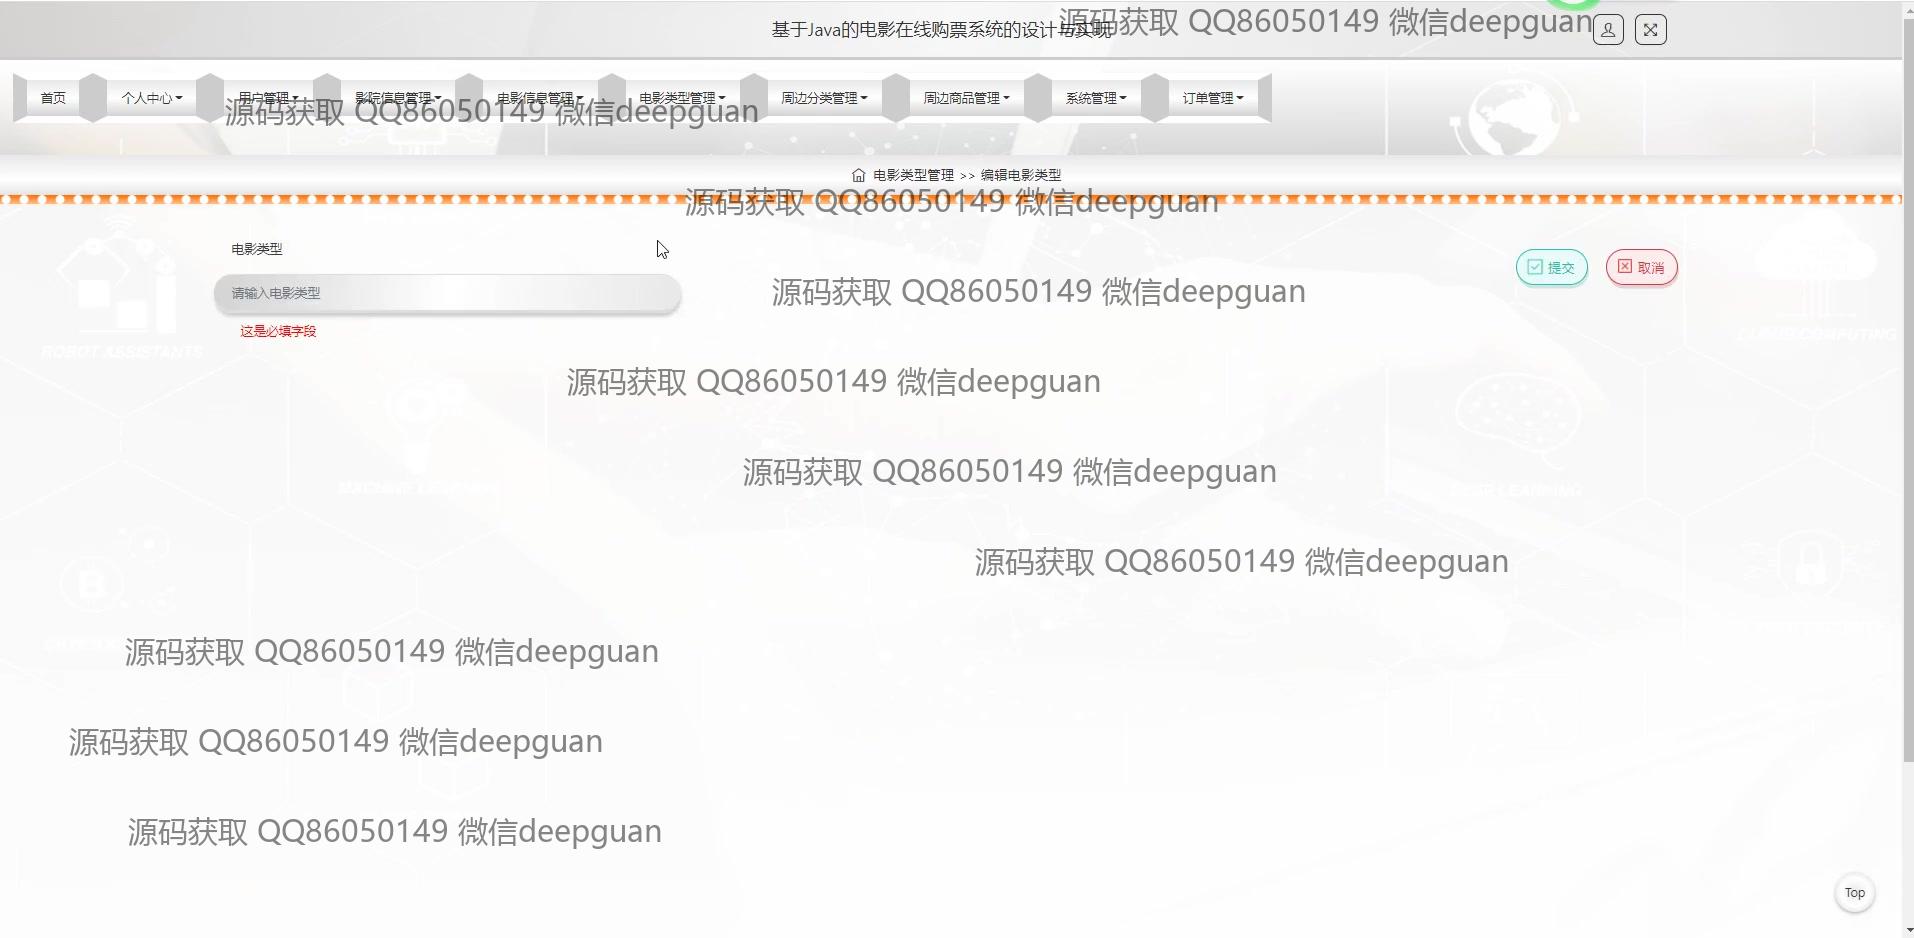 基于Java的电影在线购票系统的设计与实现
源码获取 QQ86050149 微信deepguan
首页 个人中心 用户管理 影院信息管理 电影信息管理 电影类型管理 周边分类管理 周边商品管理 系统管理 订单管理
源码获取 QQ86050149 微信deepguan
电影类型管理 >> 编辑电影类型
源码获取 QQ86050149 微信deepguan
电影类型
提交 取消
请输入电影类型
源码获取 QQ86050149 微信deepguan
这是必填字段
ROBOT ASSISTANTS
CLOUD COMPUTING
源码获取 QQ86050149 微信deepguan
源码获取 QQ86050149 微信deepguan
MACHINE LEARNING
DEEP LEARNING
源码获取 QQ86050149 微信deepguan
源码获取 QQ86050149 微信deepguan
源码获取 QQ86050149 微信deepguan
源码获取 QQ86050149 微信deepguan
Top